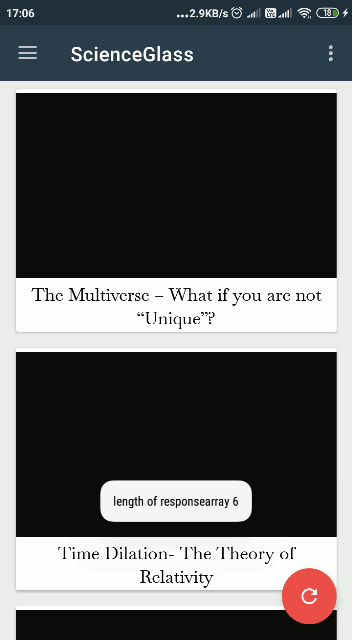 17:06 ...2.9KB/s 18
ScienceGlass
The Multiverse – What if you are not
“Unique”?
length of responsearray 6
Time Dilation- The Theory of
Relativity